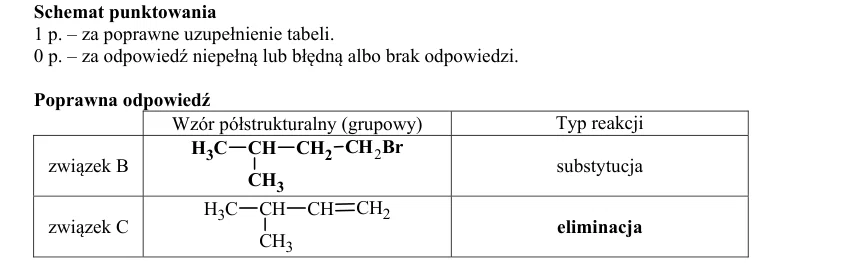 Schemat punktowania
1 p. – za poprawne uzupełnienie tabeli.
0 p. – za odpowiedź niepełną lub błędną albo brak odpowiedzi.
Poprawna odpowiedź
Wzór półstrukturalny (grupowy) Typ reakcji
H₃C—CH—CH₂–CH₂Br
związek B substytucja
CH₃
H₃C—CH—CH=CH₂
związek C eliminacja
CH₃